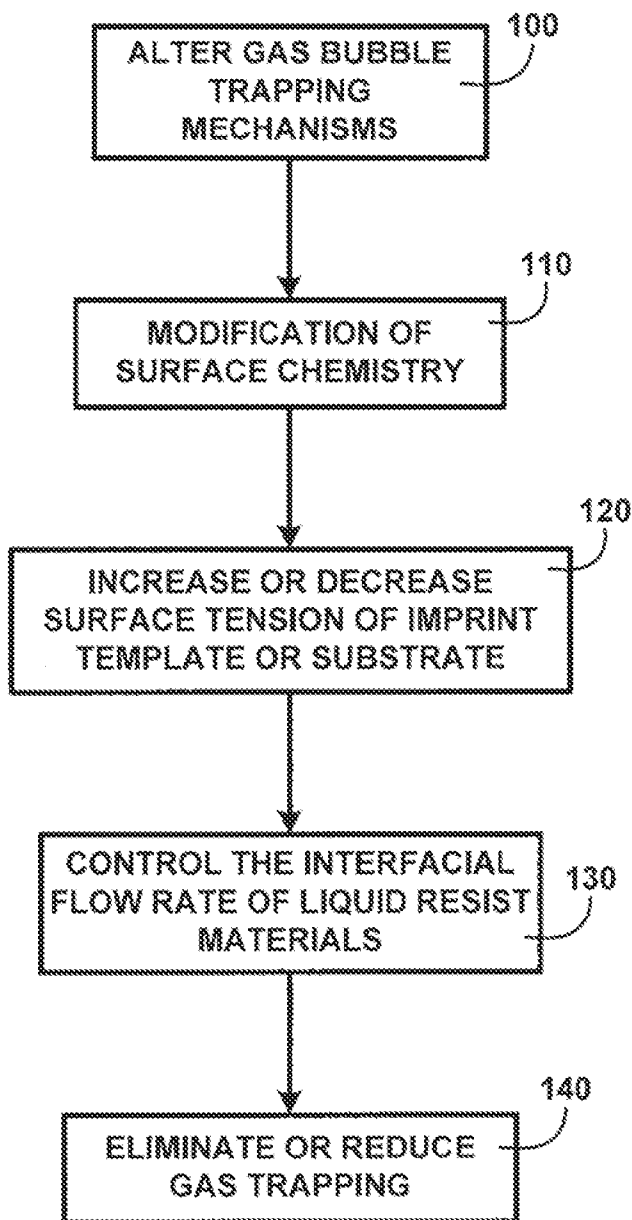 100
ALTER GAS BUBBLE
TRAPPING
MECHANISMS
110
MODIFICATION OF
SURFACE CHEMISTRY
120
INCREASE OR DECREASE
SURFACE TENSION OF IMPRINT
TEMPLATE OR SUBSTRATE
CONTROL THE INTERFACIAL
FLOW RATE OF LIQUID RESIST
MATERIALS
130
140
ELIMINATE OR REDUCE
GAS TRAPPING